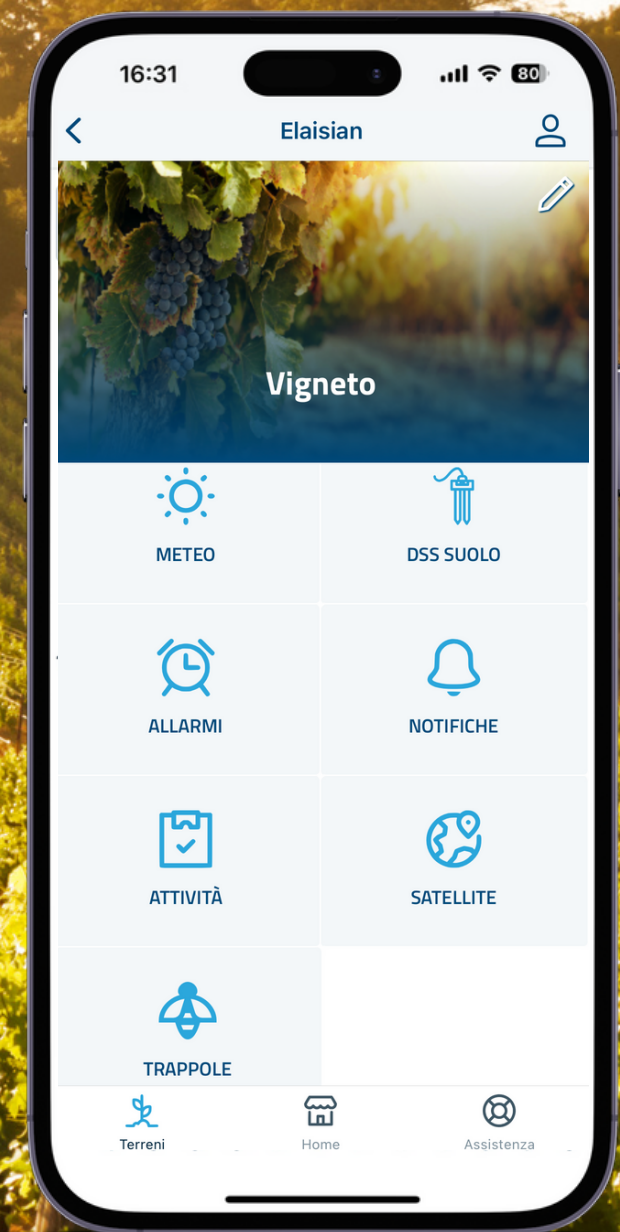 16:31
80
Elaisian
Vigneto
METEO
DSS SUOLO
ALLARMI
NOTIFICHE
ATTIVITÀ
SATELLITE
TRAPPOLE
Terreni
Home
Assistenza